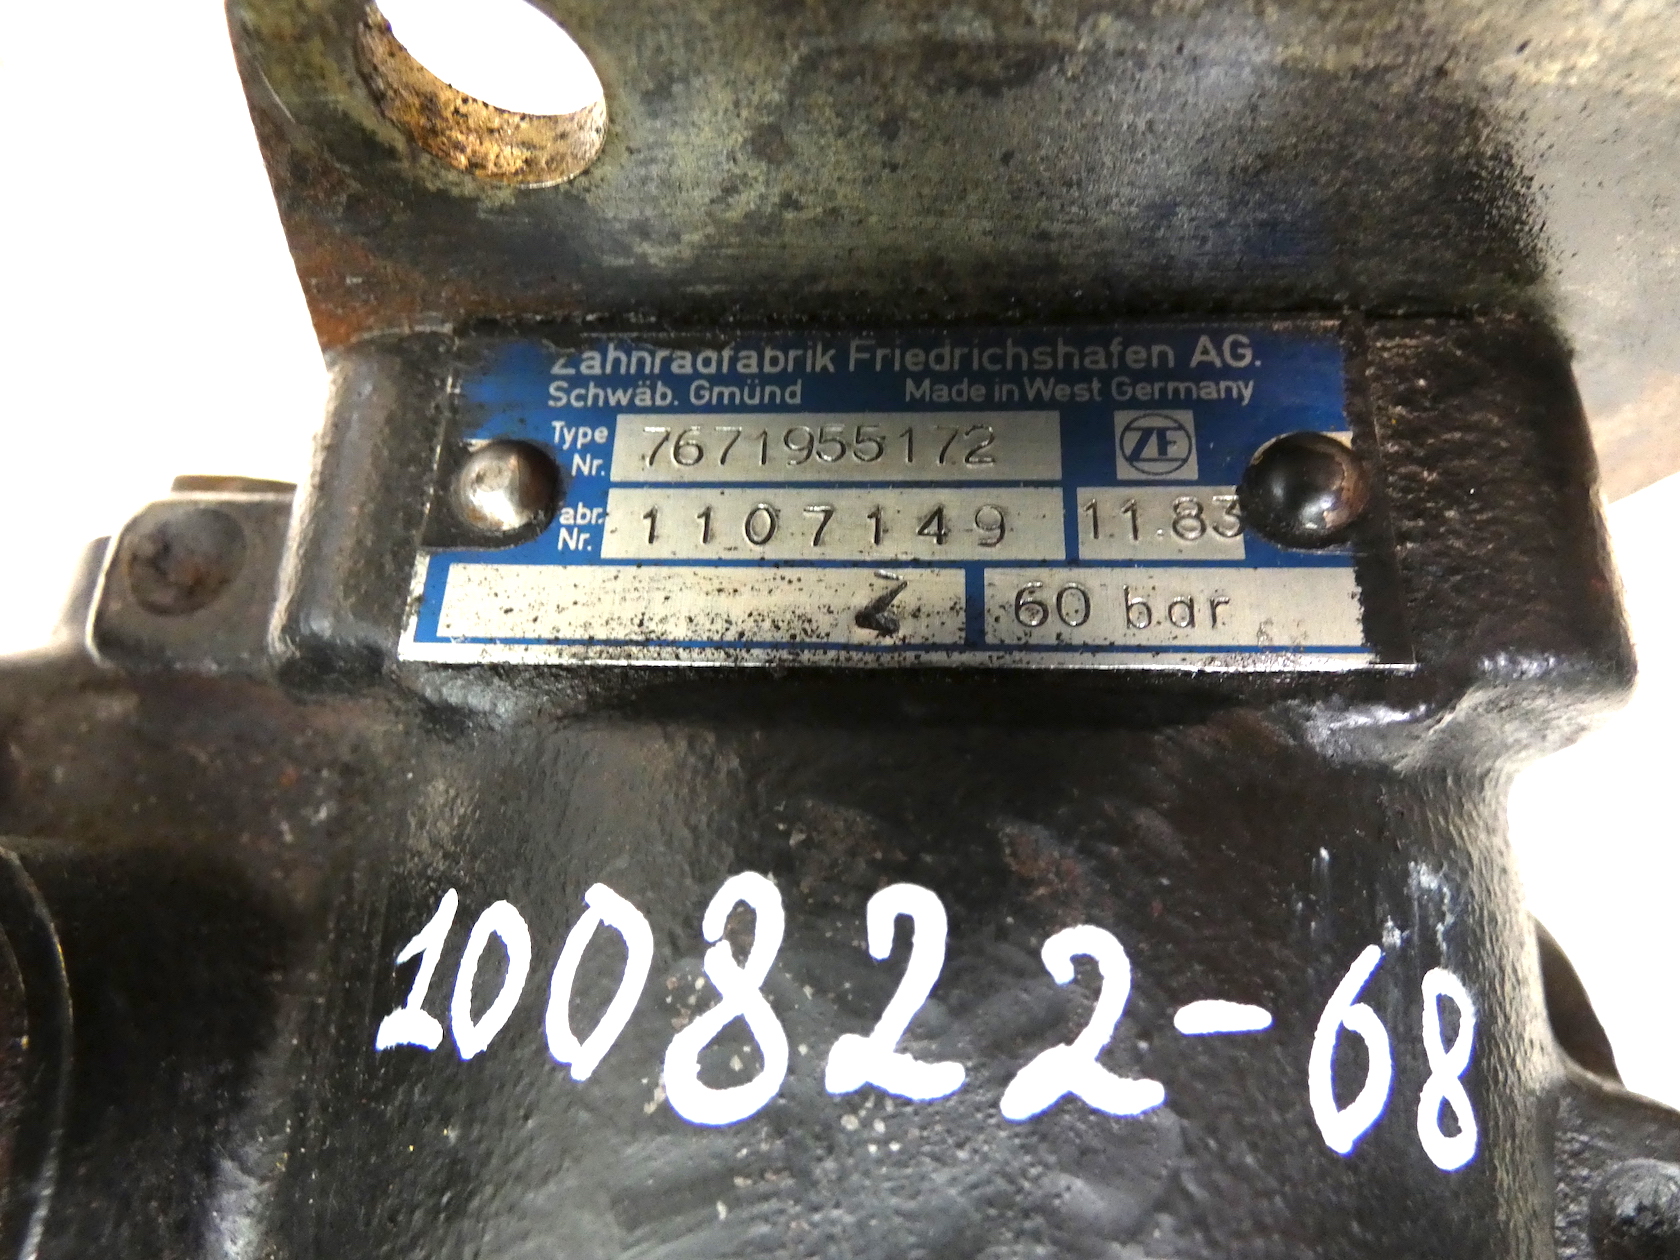 Zahnradfabrik Friedrichshafen AG.
Schwäb. Gmünd Made in West Germany
Type Nr. 7671955172 ZF
abr. Nr. 1107149 11.83
Z 60 bar
100822-68